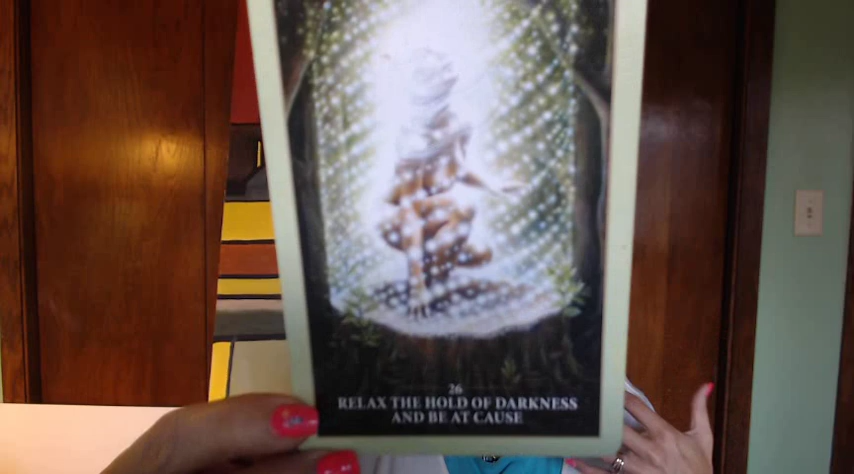 26
RELAX THE HOLD OF DARKNESS
AND BE AT CAUSE